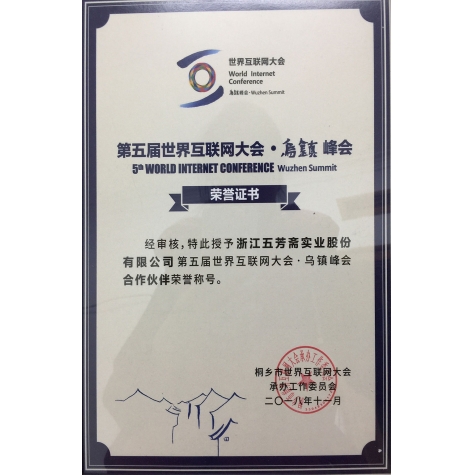 世界互联网大会
World Internet
Conference
乌镇峰会·Wuzhen Summit
第五届世界互联网大会·乌镇峰会
5th WORLD INTERNET CONFERENCE Wuzhen Summit
荣誉证书
经审核,特此授予浙江五芳斋实业股份
有限公司第五届世界互联网大会·乌镇峰会
合作伙伴荣誉称号。
桐乡市世界互联网大会
承办工作委员会
二〇一八年十一月